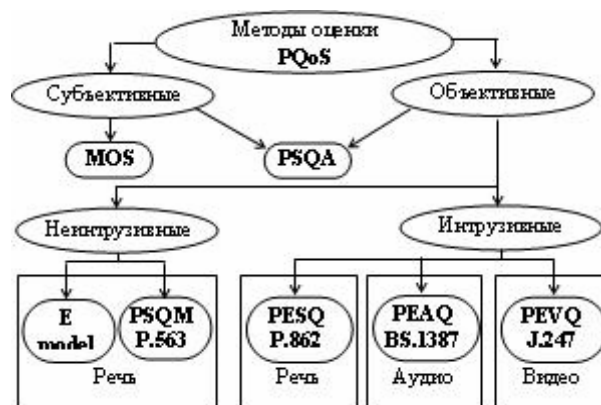 Методы оценки
PQoS
Субъективные
Объективные
MOS
PSQA
Неинтрузивные
Интрузивные
E
model
PSQM
P.563
PESQ
P.862
PEAQ
BS.1387
PEVQ
J.247
Речь
Речь
Аудио
Видео